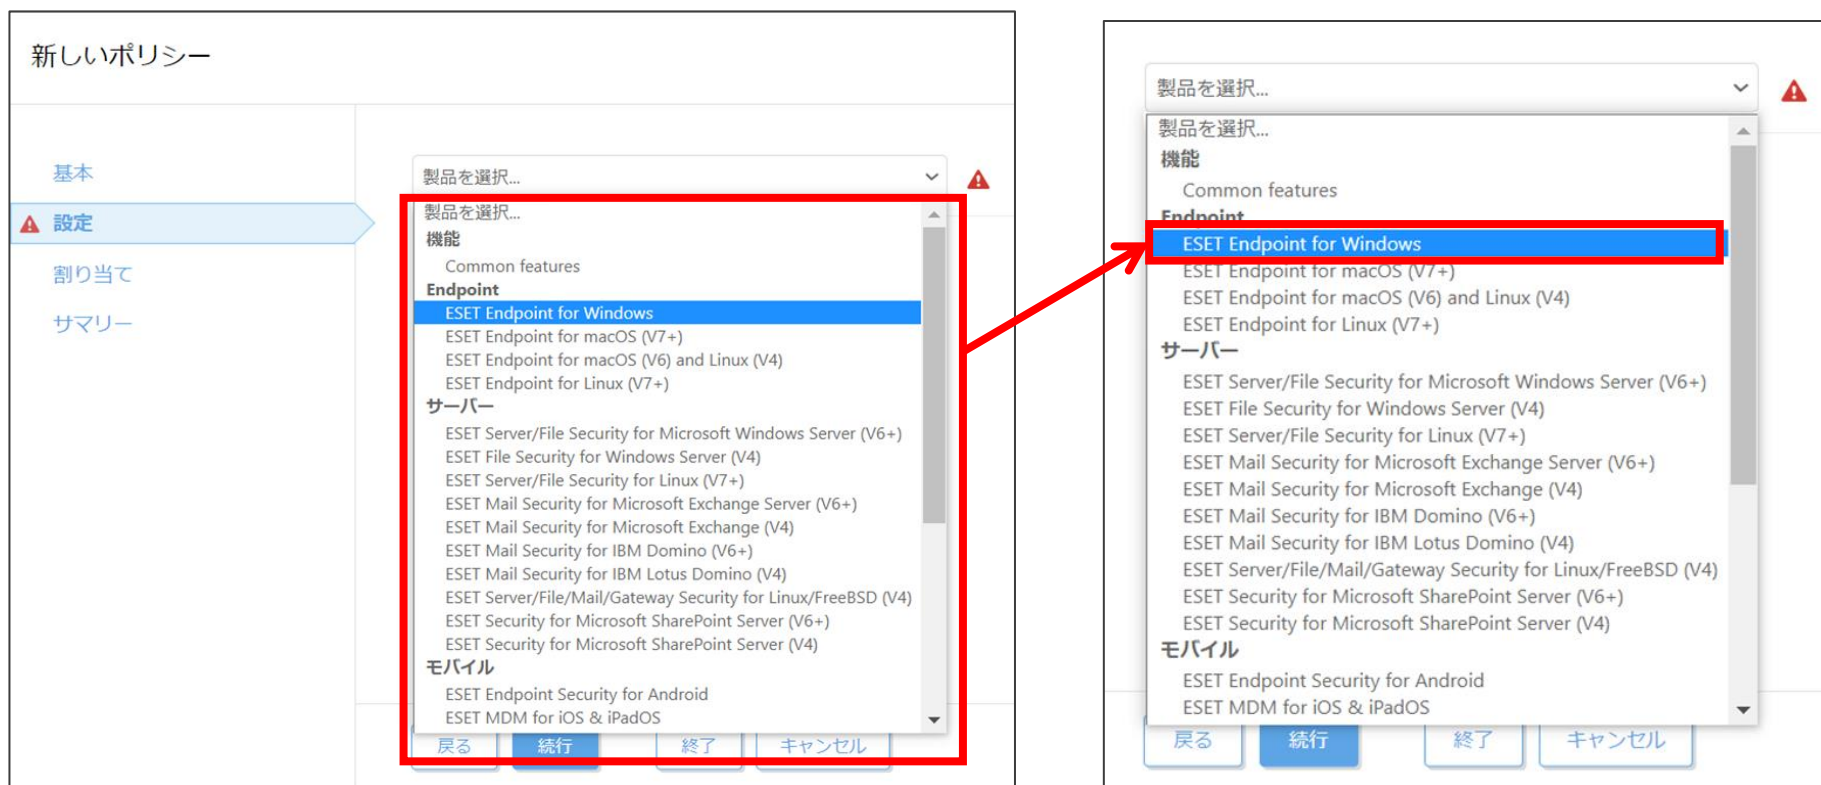 新しいポリシー
基本
設定
割り当て
サマリー
製品を選択...
製品を選択...
機能
Common features
Endpoint
ESET Endpoint for Windows
ESET Endpoint for macOS (V7+)
ESET Endpoint for macOS (V6) and Linux (V4)
ESET Endpoint for Linux (V7+)
サーバー
ESET Server/File Security for Microsoft Windows Server (V6+)
ESET File Security for Windows Server (V4)
ESET Server/File Security for Linux (V7+)
ESET Mail Security for Microsoft Exchange Server (V6+)
ESET Mail Security for Microsoft Exchange (V4)
ESET Mail Security for IBM Domino (V6+)
ESET Mail Security for IBM Lotus Domino (V4)
ESET Server/File/Mail/Gateway Security for Linux/FreeBSD (V4)
ESET Security for Microsoft SharePoint Server (V6+)
ESET Security for Microsoft SharePoint Server (V4)
モバイル
ESET Endpoint Security for Android
ESET MDM for iOS & iPadOS
戻る 続行 終了 キャンセル
製品を選択...
製品を選択...
機能
Common features
Endpoint
ESET Endpoint for Windows
ESET Endpoint for macOS (V7+)
ESET Endpoint for macOS (V6) and Linux (V4)
ESET Endpoint for Linux (V7+)
サーバー
ESET Server/File Security for Microsoft Windows Server (V6+)
ESET File Security for Windows Server (V4)
ESET Server/File Security for Linux (V7+)
ESET Mail Security for Microsoft Exchange Server (V6+)
ESET Mail Security for Microsoft Exchange (V4)
ESET Mail Security for IBM Domino (V6+)
ESET Mail Security for IBM Lotus Domino (V4)
ESET Server/File/Mail/Gateway Security for Linux/FreeBSD (V4)
ESET Security for Microsoft SharePoint Server (V6+)
ESET Security for Microsoft SharePoint Server (V4)
モバイル
ESET Endpoint Security for Android
ESET MDM for iOS & iPadOS
戻る 続行 終了 キャンセル